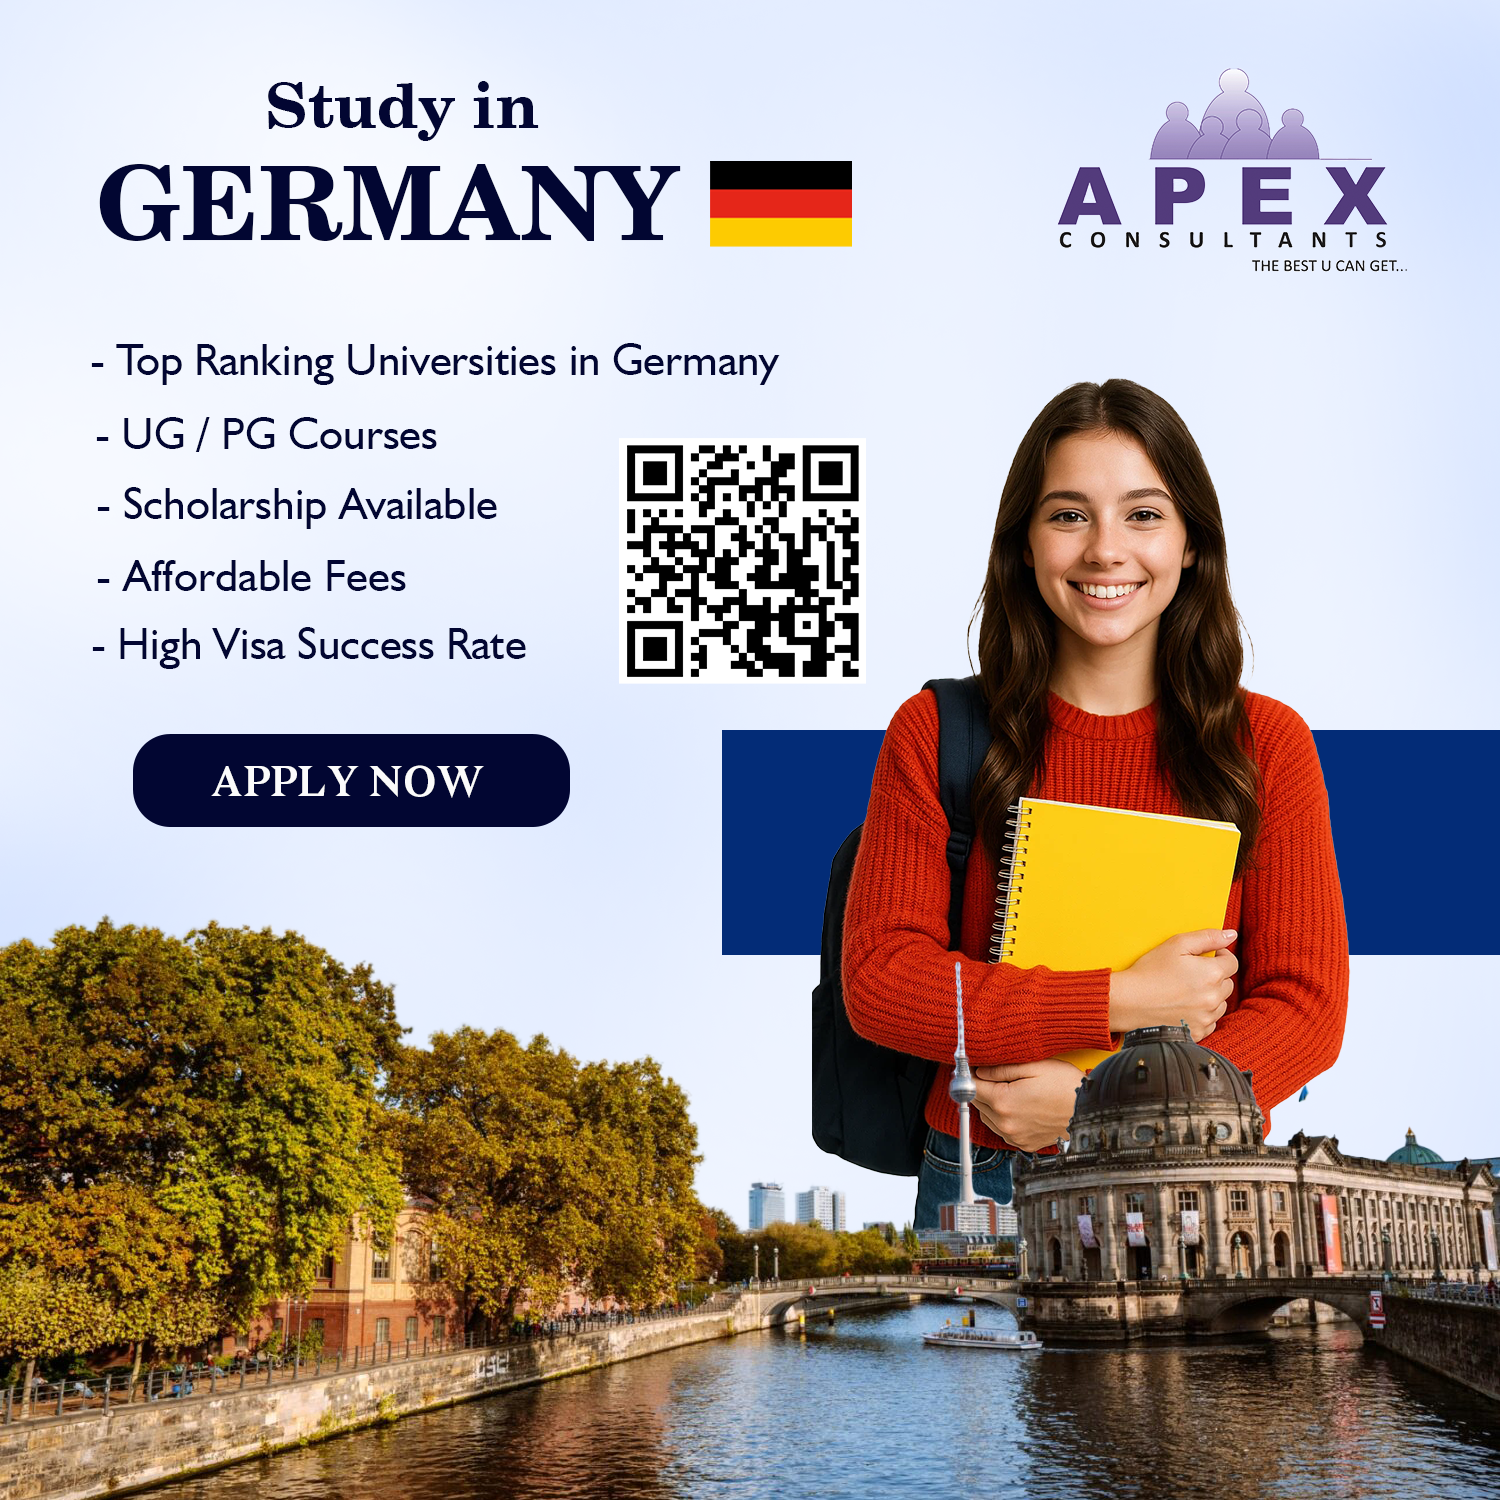 Study in
GERMANY
APEX
CONSULTANTS
THE BEST U CAN GET...
- Top Ranking Universities in Germany
- UG / PG Courses
- Scholarship Available
- Affordable Fees
- High Visa Success Rate
APPLY NOW